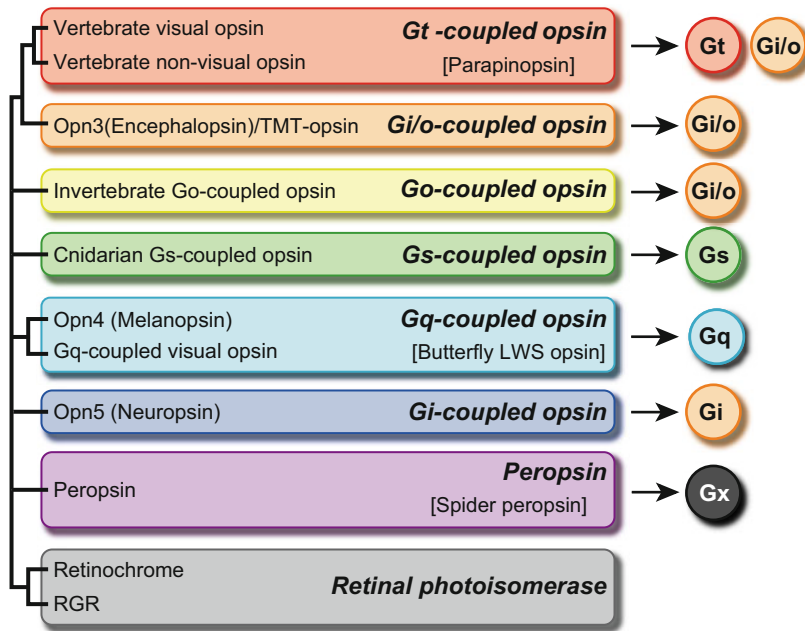 Vertebrate visual opsin Gt -coupled opsin Gt Gi/o
Vertebrate non-visual opsin [Parapinopsin]
Opn3(Encephalopsin)/TMT-opsin Gi/o-coupled opsin Gi/o
Invertebrate Go-coupled opsin Go-coupled opsin Gi/o
Cnidarian Gs-coupled opsin Gs-coupled opsin Gs
Opn4 (Melanopsin) Gq-coupled opsin Gq
Gq-coupled visual opsin [Butterfly LWS opsin]
Opn5 (Neuropsin) Gi-coupled opsin Gi
Peropsin Peropsin Gx
[Spider peropsin]
Retinochrome Retinal photoisomerase
RGR